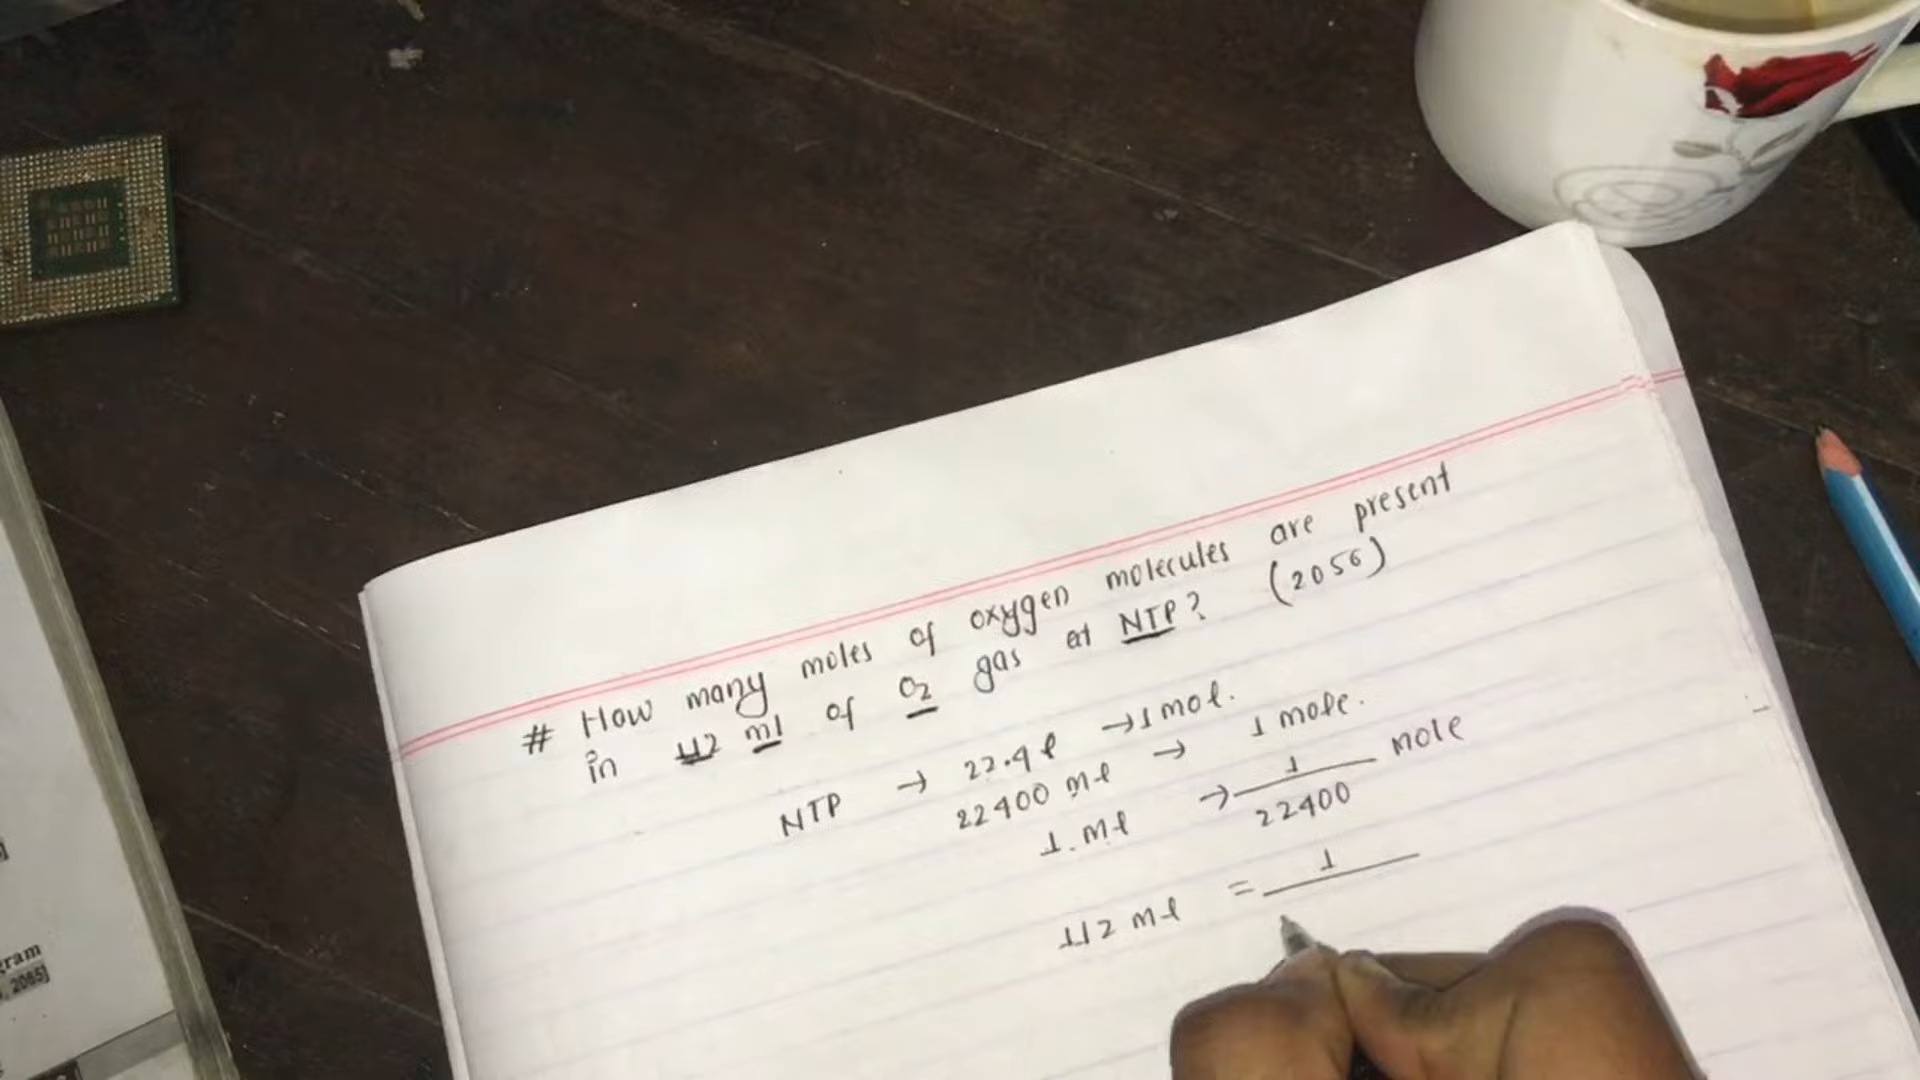 # How many moles of oxygen molecules are present
in 112 ml of O2 gas at NTP? (2056)
NTP → 22.4 l → 1 mol.
22400 ml → 1 mole.
1 ml → 1/22400 mole
112 ml = 1
gram
, 2065]